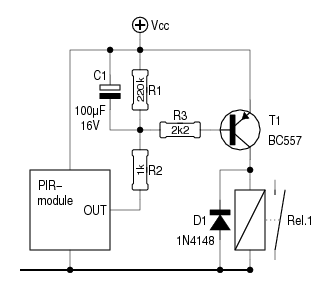 Vcc
C1
100µF
16V
220k
R1
R3
2k2
T1
BC557
1k
R2
PIR–
module
OUT
D1
1N4148
Rel.1